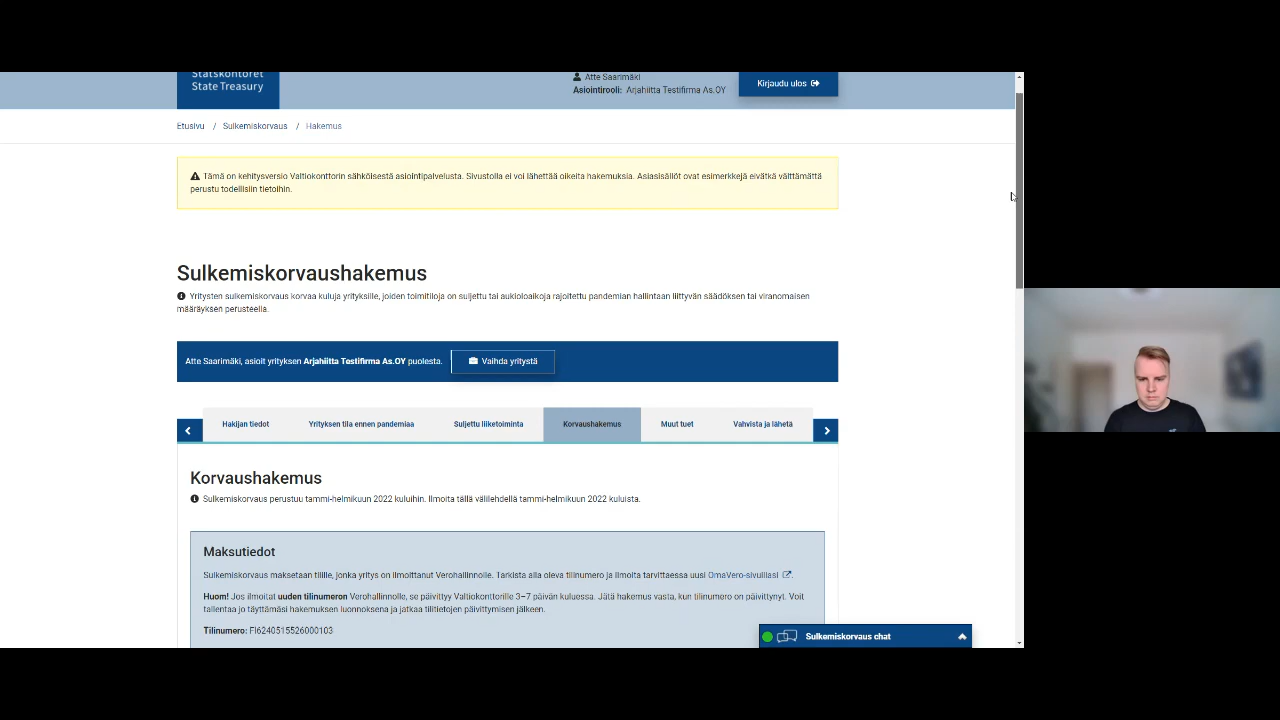 Statskontoret
State Treasury
Atte Saarimäki
Asiointirooli: Arjahiitta Testifirma As.OY
Kirjaudu ulos
Etusivu / Sulkemiskorvaus / Hakemus
Tämä on kehitysversio Valtiokonttorin sähköisestä asiointipalvelusta. Sivustolla ei voi lähettää oikeita hakemuksia. Asiasisällöt ovat esimerkkejä eivätkä välttämättä
perustu todellisiin tietoihin.
Sulkemiskorvaushakemus
Yritysten sulkemiskorvaus korvaa kuluja yrityksille, joiden toimitiloja on suljettu tai aukioloaikoja rajoitettu pandemian hallintaan liittyvän säädöksen tai viranomaisen
määräyksen perusteella.
Atte Saarimäki, asioit yrityksen Arjahiitta Testifirma As.OY puolesta. Vaihda yritystä
Hakijan tiedot Yrityksen tila ennen pandemiaa Suljettu liiketoiminta Korvaushakemus Muut tuet Vahvista ja lähetä
Korvaushakemus
Sulkemiskorvaus perustuu tammi-helmikuun 2022 kuluihin. Ilmoita tällä välilehdellä tammi-helmikuun 2022 kuluista.
Maksutiedot
Sulkemiskorvaus maksetaan tilille, jonka yritys on ilmoittanut Verohallinnolle. Tarkista alla oleva tilinumero ja ilmoita tarvittaessa uusi OmaVero-sivuillasi .
Huom! Jos ilmoitat uuden tilinumeron Verohallinnolle, se päivittyy Valtiokonttorille 3–7 päivän kuluessa. Jätä hakemus vasta, kun tilinumero on päivittynyt. Voit
tallentaa jo täyttämäsi hakemuksen luonnoksena ja jatkaa tilitietojen päivittymisen jälkeen.
Tilinumero: FI6240515526000103
Sulkemiskorvaus chat